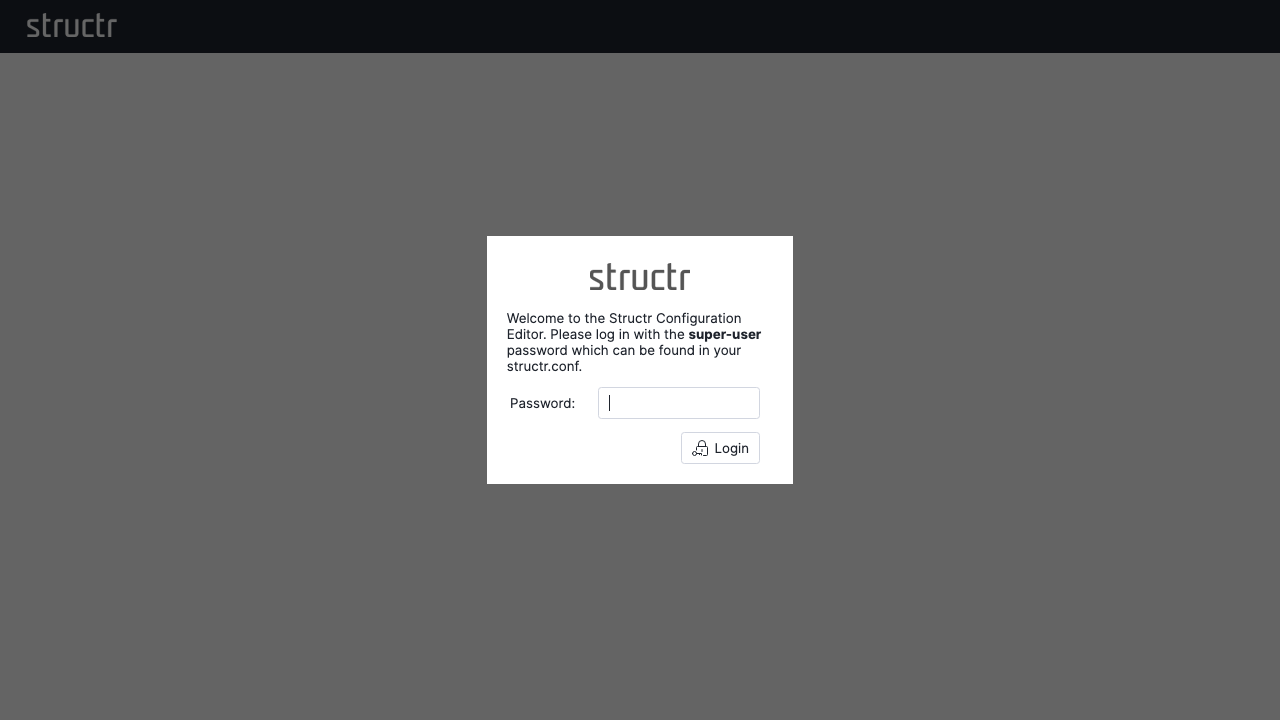 structr
structr
Welcome to the Structr Configuration
Editor. Please log in with the super-user
password which can be found in your
structr.conf.
Password:
Login